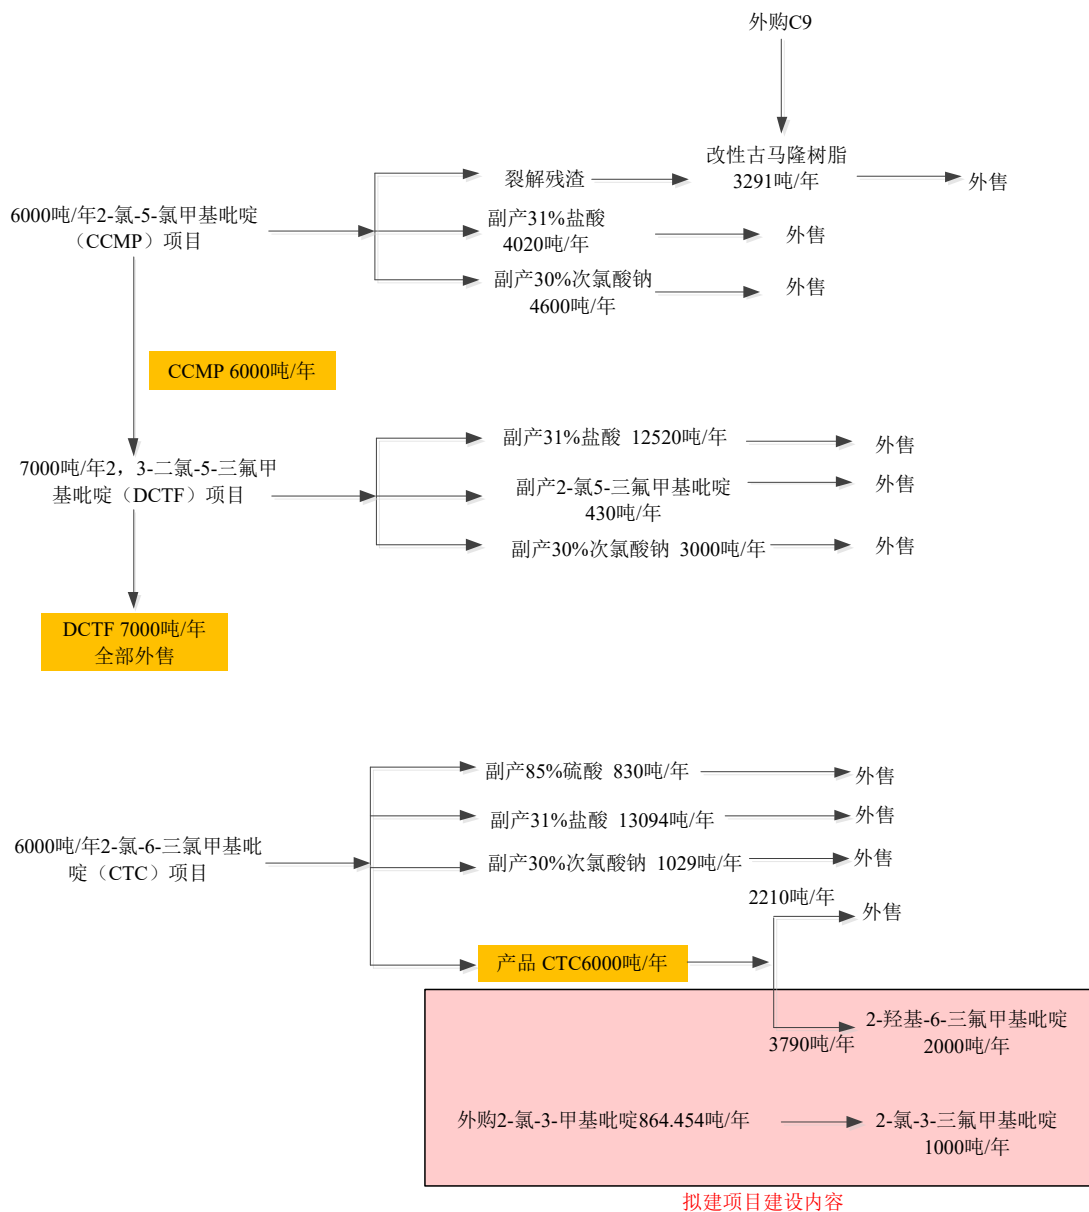 外购C9
改性古马隆树脂
3291吨/年
裂解残渣
外售
6000吨/年2-氯-5-氯甲基吡啶
（CCMP）项目
副产31%盐酸
4020吨/年
外售
副产30%次氯酸钠
4600吨/年
外售
CCMP 6000吨/年
7000吨/年2，3-二氯-5-三氟甲
基吡啶（DCTF）项目
副产31%盐酸 12520吨/年
外售
副产2-氯5-三氟甲基吡啶
430吨/年
外售
副产30%次氯酸钠 3000吨/年
外售
DCTF 7000吨/年
全部外售
6000吨/年2-氯-6-三氯甲基吡
啶（CTC）项目
副产85%硫酸 830吨/年
外售
副产31%盐酸 13094吨/年
外售
副产30%次氯酸钠 1029吨/年
外售
产品 CTC6000吨/年
2210吨/年
外售
3790吨/年
2-羟基-6-三氟甲基吡啶
2000吨/年
外购2-氯-3-甲基吡啶864.454吨/年
2-氯-3-三氟甲基吡啶
1000吨/年
拟建项目建设内容